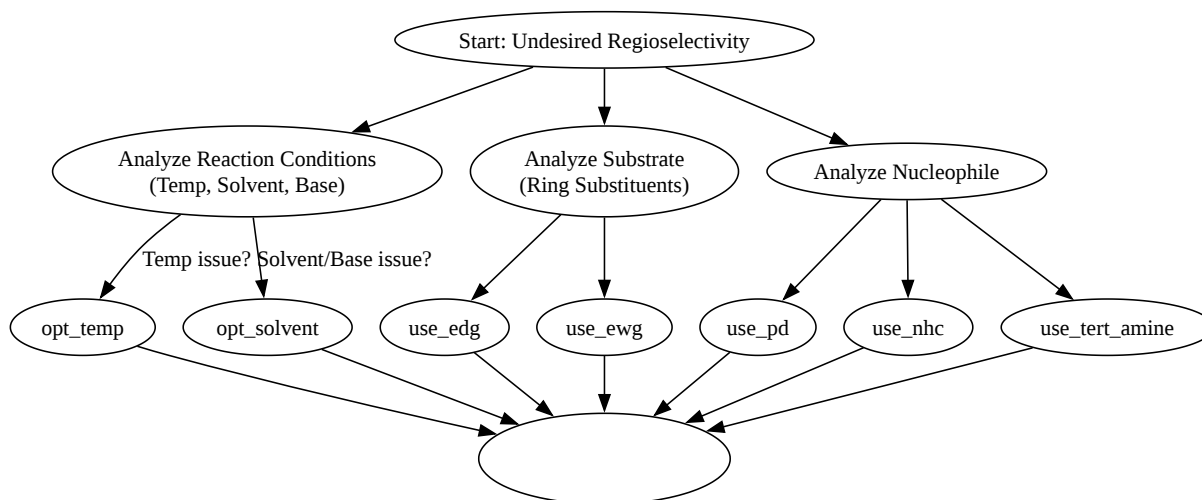 Start: Undesired Regioselectivity
Analyze Reaction Conditions
(Temp, Solvent, Base)
Analyze Substrate
(Ring Substituents)
Analyze Nucleophile
Temp issue?
Solvent/Base issue?
opt_temp
opt_solvent
use_edg
use_ewg
use_pd
use_nhc
use_tert_amine